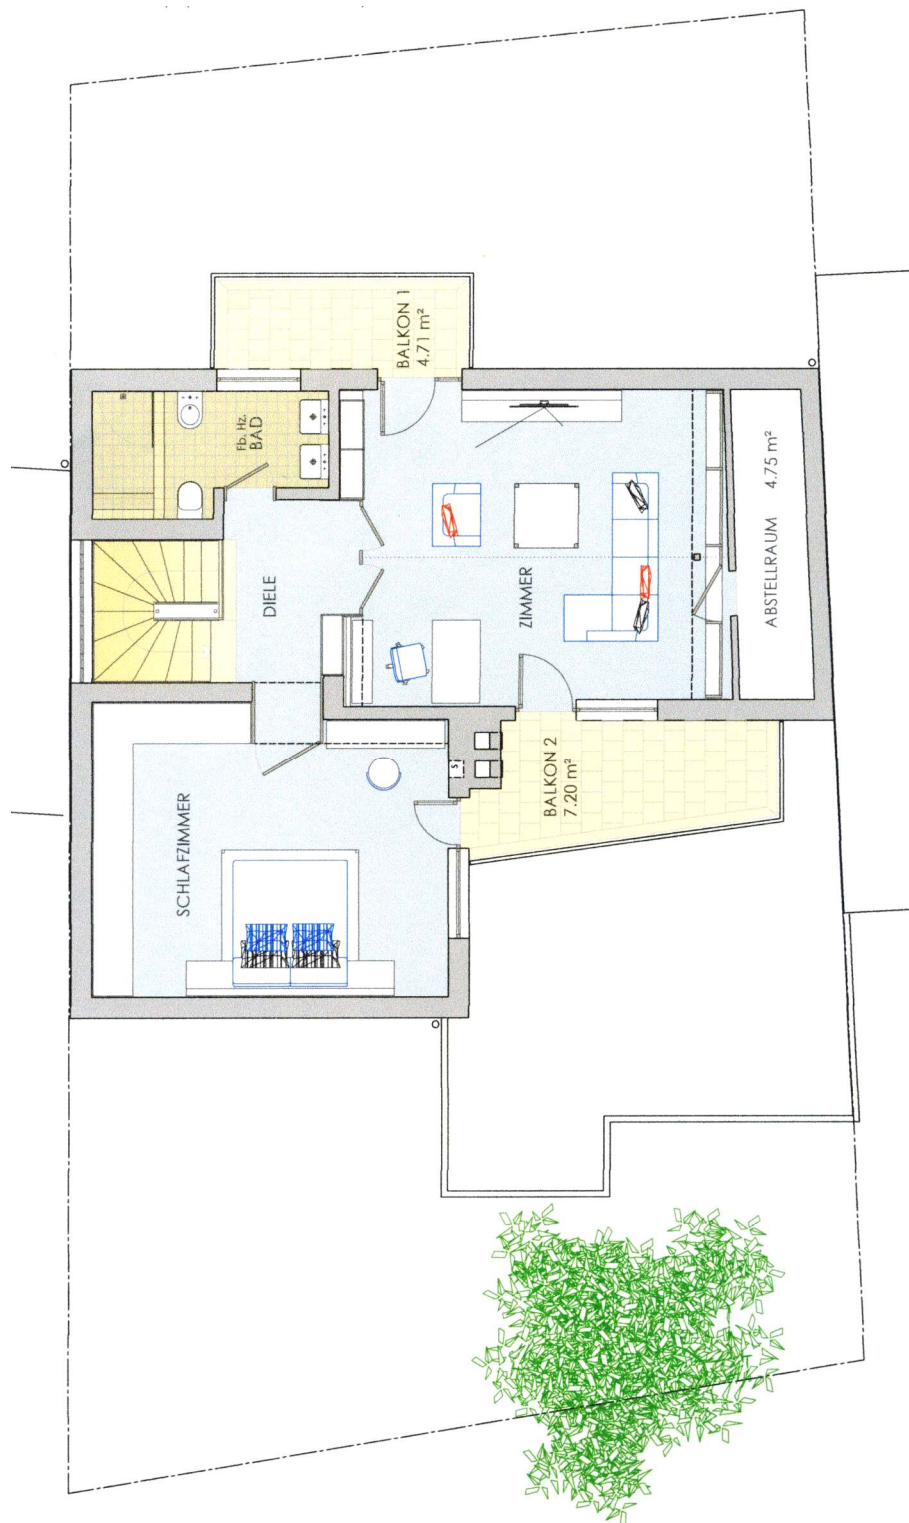 BALKON 1
4.71 m²
Fb. Hz.
BAD
DIELE
ZIMMER
ABSTELLRAUM 4.75 m²
SCHLAFZIMMER
BALKON 2
7.20 m²
S